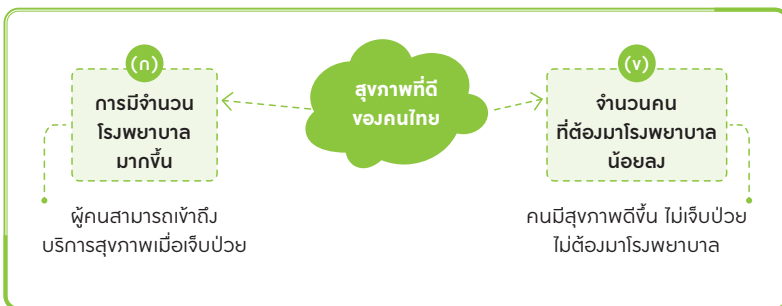 (ก)
การมีจำนวน
โรงพยาบาล
มากขึ้น
ผู้คนสามารถเข้าถึง
บริการสุขภาพเมื่อเจ็บป่วย
สุขภาพที่ดี
ของคนไทย
(ข)
จำนวนคน
ที่ต้องมาโรงพยาบาล
น้อยลง
คนมีสุขภาพดีขึ้น ไม่เจ็บป่วย
ไม่ต้องมาโรงพยาบาล